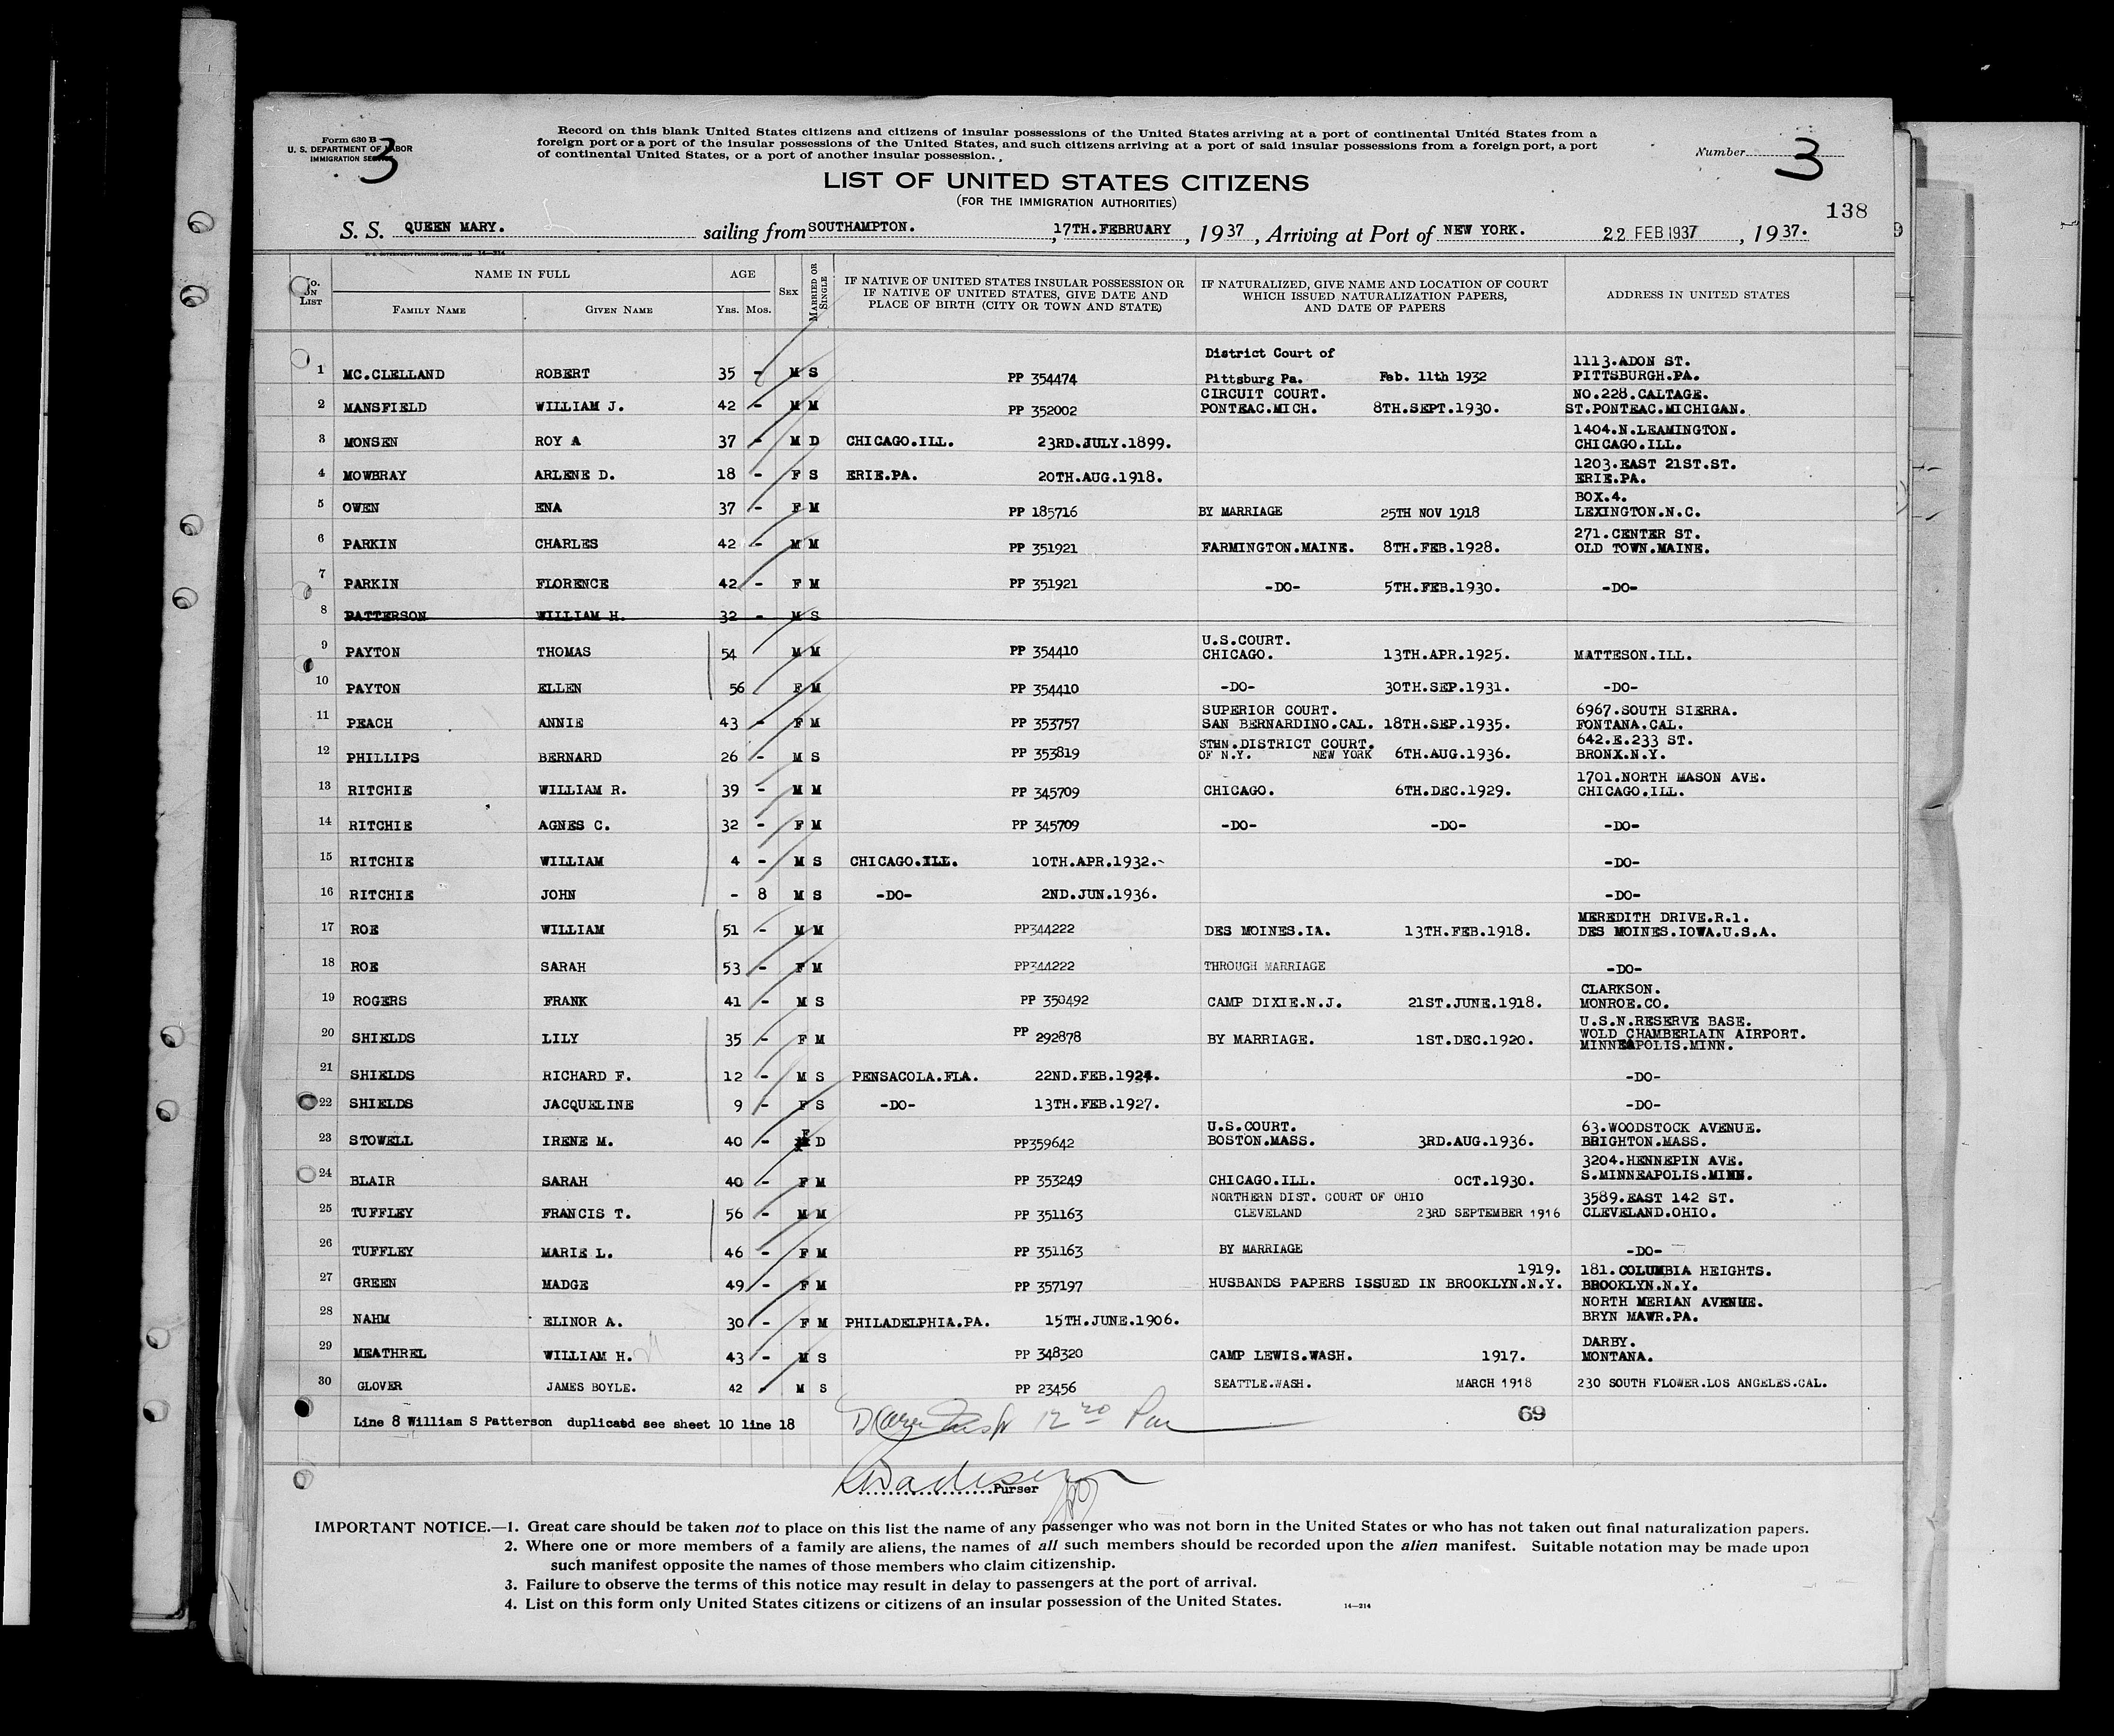 Form 630 B
U. S. DEPARTMENT OF LABOR
IMMIGRATION SERVICE
3
Record on this blank United States citizens and citizens of insular possessions of the United States arriving at a port of continental United States from a
foreign port or a port of the insular possessions of the United States, and such citizens arriving at a port of said insular possessions from a foreign port, a port
of continental United States, or a port of another insular possession.
Number 3
LIST OF UNITED STATES CITIZENS
(FOR THE IMMIGRATION AUTHORITIES)
138
S. S. QUEEN MARY. sailing from SOUTHAMPTON. 17TH.FEBRUARY, 1937, Arriving at Port of NEW YORK. 22 FEB 1937, 1937.
No. IN LIST NAME IN FULL FAMILY NAME GIVEN NAME AGE YRS. MOS. SEX MARRIED OR SINGLE IF NATIVE OF UNITED STATES INSULAR POSSESSION OR IF NATIVE OF UNITED STATES, GIVE DATE AND PLACE OF BIRTH (CITY OR TOWN AND STATE) IF NATURALIZED, GIVE NAME AND LOCATION OF COURT WHICH ISSUED NATURALIZATION PAPERS, AND DATE OF PAPERS ADDRESS IN UNITED STATES
1 MC.CLELLAND ROBERT 35 - M S PP 354474 District Court of Pittsburg Pa. Feb. 11th 1932 1113.ADON ST. PITTSBURGH.PA.
2 MANSFIELD WILLIAM J. 42 - M M PP 352002 CIRCUIT COURT. PONTEAC.MICH. 8TH.SEPT.1930. NO.228.CALTAGE. ST.PONTEAC.MICHIGAN.
3 MONSEN ROY A 37 - M D CHICAGO.ILL. 23RD.JULY.1899. 1404.N.LEAMINGTON. CHICAGO.ILL.
4 MOWBRAY ARLENE D. 18 - F S ERIE.PA. 20TH.AUG.1918. 1203.EAST 21ST.ST. ERIE.PA.
5 OWEN ENA 37 - F M PP 185716 BY MARRIAGE 25TH NOV 1918 BOX.4. LEXINGTON.N.C.
6 PARKIN CHARLES 42 - M M PP 351921 FARMINGTON.MAINE. 8TH.FEB.1928. 271.CENTER ST. OLD TOWN.MAINE.
7 PARKIN FLORENCE 42 - F M PP 351921 -DO- 5TH.FEB.1930. -DO-
8 PATTERSON WILLIAM H. 32 - M S
9 PAYTON THOMAS 54 M M PP 354410 U.S.COURT. CHICAGO. 13TH.APR.1925. MATTESON.ILL.
10 PAYTON ELLEN 56 F M PP 354410 -DO- 30TH.SEP.1931. -DO-
11 PEACH ANNIE 43 - F M PP 353757 SUPERIOR COURT. SAN BERNARDINO.CAL. 18TH.SEP.1935. 6967.SOUTH SIERRA. FONTANA.CAL.
12 PHILLIPS BERNARD 26 - M S PP 353819 STHN.DISTRICT COURT. OF N.Y. NEW YORK 6TH.AUG.1936. 642.E.233 ST. BRONX.N.Y.
13 RITCHIE WILLIAM R. 39 - M M PP 345709 CHICAGO. 6TH.DEC.1929. 1701.NORTH MASON AVE. CHICAGO.ILL.
14 RITCHIE AGNES C. 32 - F M PP 345709 -DO- -DO- -DO-
15 RITCHIE WILLIAM 4 - M S CHICAGO.ILL. 10TH.APR.1932. -DO-
16 RITCHIE JOHN - 8 M S -DO- 2ND.JUN.1936. -DO-
17 ROE WILLIAM 51 - M M PP344222 DES MOINES.IA. 13TH.FEB.1918. MEREDITH DRIVE.R.1. DES MOINES.IOWA.U.S.A.
18 ROE SARAH 53 - F M PP344222 THROUGH MARRIAGE -DO-
19 ROGERS FRANK 41 - M S PP 350492 CAMP DIXIE.N.J. 21ST.JUNE.1918. CLARKSON. MONROE.CO.
20 SHIELDS LILY 35 - F M PP 292878 BY MARRIAGE. 1ST.DEC.1920. U.S.N.RESERVE BASE. WOLD CHAMBERLAIN AIRPORT. MINNEAPOLIS.MINN.
21 SHIELDS RICHARD F. 12 - M S PENSACOLA.FLA. 22ND.FEB.1924. -DO-
22 SHIELDS JACQUELINE 9 - F S -DO- 13TH.FEB.1927. -DO-
23 STOWELL IRENE M. 40 - F D PP359642 U.S.COURT. BOSTON.MASS. 3RD.AUG.1936. 63.WOODSTOCK AVENUE. BRIGHTON.MASS.
24 BLAIR SARAH 40 - F M PP 353249 CHICAGO.ILL. OCT.1930. 3204.HENNEPIN AVE. S.MINNEAPOLIS.MINN.
25 TUFFLEY FRANCIS T. 56 - M M PP 351163 NORTHERN DIST. COURT OF OHIO CLEVELAND 23RD SEPTEMBER 1916 3589.EAST 142 ST. CLEVELAND.OHIO.
26 TUFFLEY MARIE L. 46 - F M PP 351163 BY MARRIAGE -DO-
27 GREEN MADGE 49 - F M PP 357197 1919. HUSBANDS PAPERS ISSUED IN BROOKLYN.N.Y. 181.COLUMBIA HEIGHTS. BROOKLYN.N.Y.
28 NAHM ELINOR A. 30 - F M PHILADELPHIA.PA. 15TH.JUNE.1906. NORTH MERIAN AVENUE. BRYN MAWR.PA.
29 MEATHREL WILLIAM H. 43 - M S PP 348320 CAMP LEWIS.WASH. 1917. DARBY. MONTANA.
30 GLOVER JAMES BOYLE. 42 - M S PP 23456 SEATTLE.WASH. MARCH 1918 230 SOUTH FLOWER.LOS ANGELES.CAL.
Line 8 William S Patterson duplicated see sheet 10 line 18
69
Purser
IMPORTANT NOTICE.—1. Great care should be taken not to place on this list the name of any passenger who was not born in the United States or who has not taken out final naturalization papers.
2. Where one or more members of a family are aliens, the names of all such members should be recorded upon the alien manifest. Suitable notation may be made upon
such manifest opposite the names of those members who claim citizenship.
3. Failure to observe the terms of this notice may result in delay to passengers at the port of arrival.
4. List on this form only United States citizens or citizens of an insular possession of the United States.
14—214